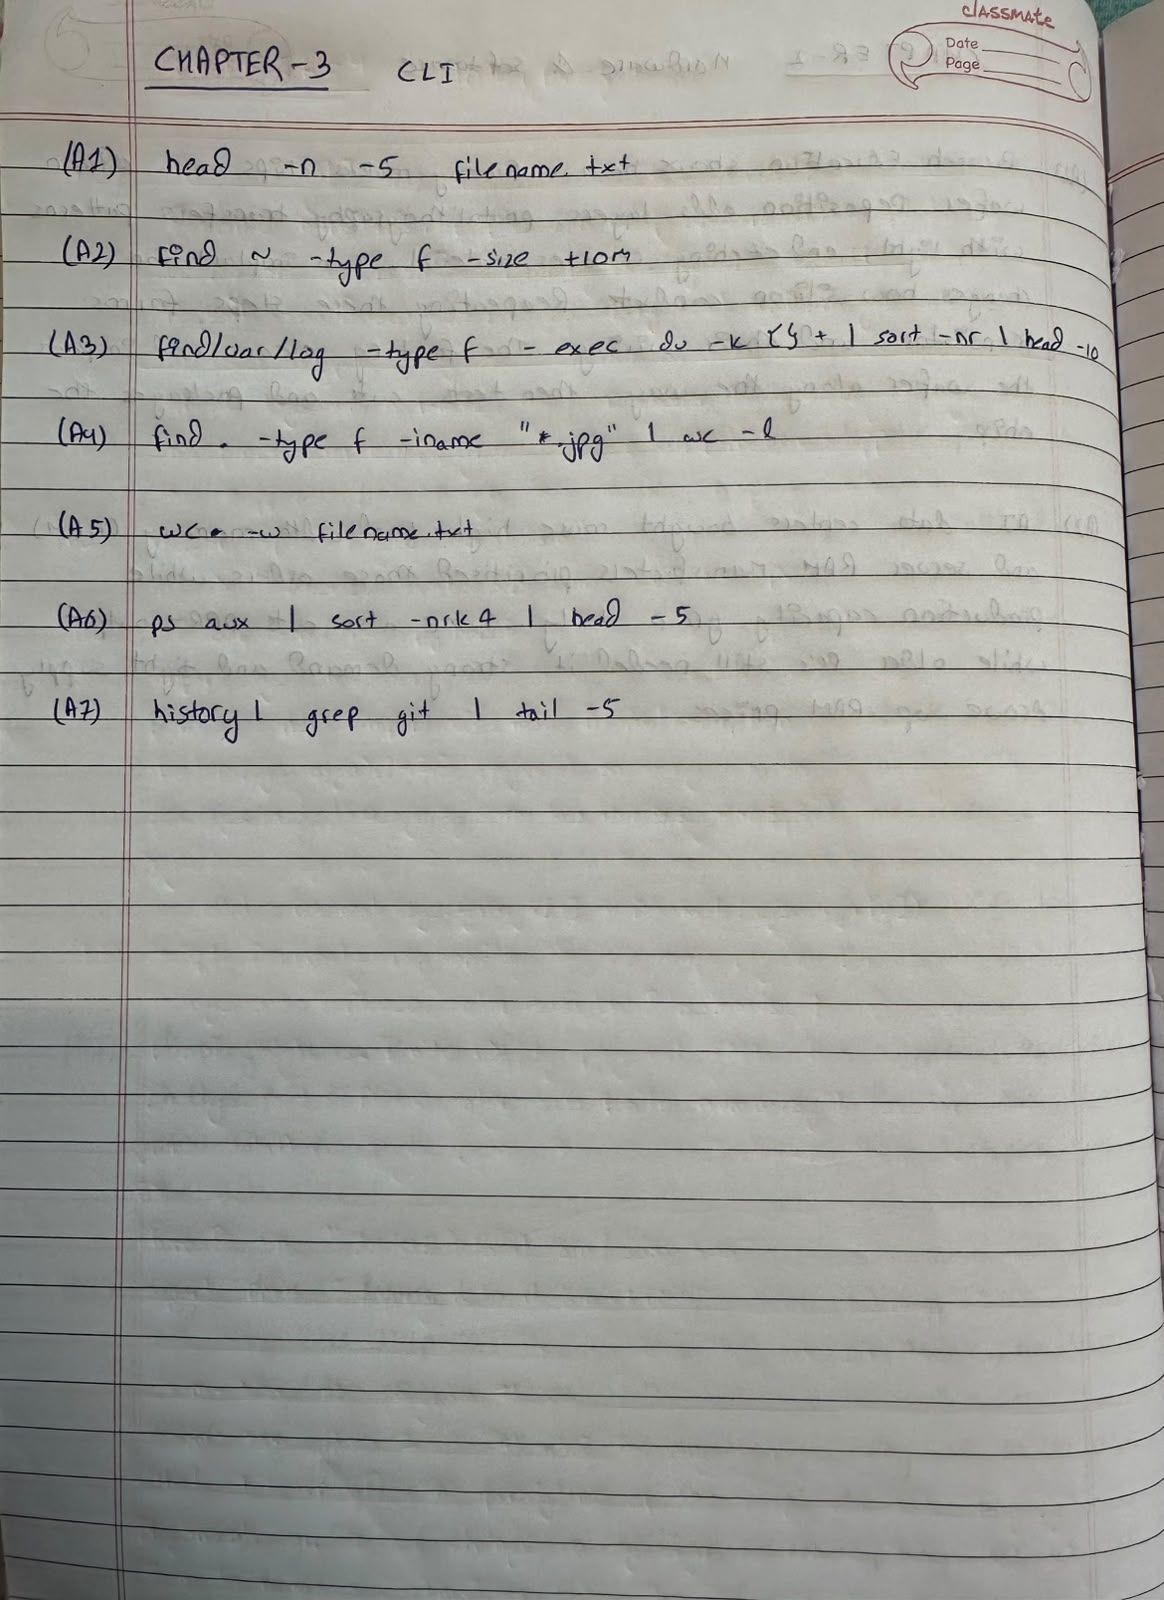 classmate
Date
Page
CHAPTER-3 CLI
(A1) head -n -5 filename.txt
(A2) find ~ -type f -size +10M
(A3) find/var/log -type f -exec du -k {} + | sort -nr | head -10
(A4) find . -type f -iname "*.jpg" | wc -l
(A5) wc -w filename.txt
(A6) ps aux | sort -nrk 4 | head -5
(A7) history | grep git | tail -5